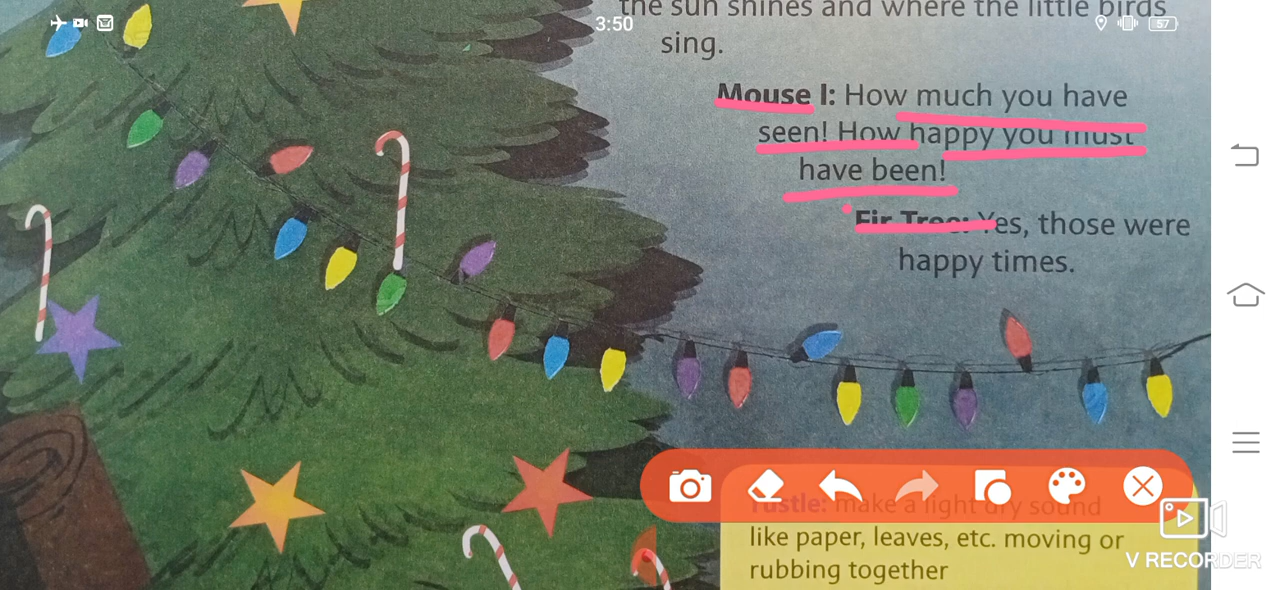 3:50
57
the sun shines and where the little birds
sing.
Mouse I: How much you have
seen! How happy you must
have been!
Fir Tree: Yes, those were
happy times.
rustle: make a light dry sound
like paper, leaves, etc. moving or
rubbing together
V RECORDER